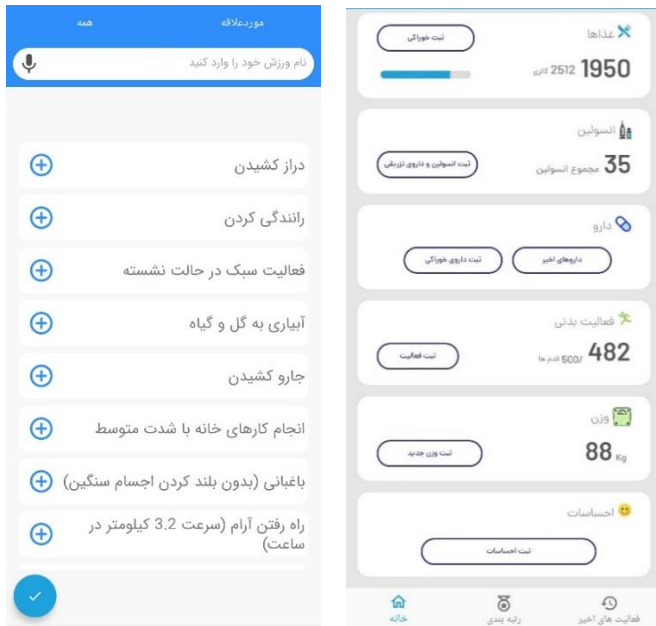 موردعلاقه
همه
نام ورزش خود را وارد کنید
دراز کشیدن
رانندگی کردن
فعالیت سبک در حالت نشسته
آبیاری به گل و گیاه
جارو کشیدن
انجام کارهای خانه با شدت متوسط
باغبانی (بدون بلند کردن اجسام سنگین)
راه رفتن آرام (سرعت 3.2 کیلومتر در
ساعت)
غذاها
ثبت خوراکی
1950 2512 کالری
انسولین
35 مجموع انسولین
ثبت انسولین و داروی تزریقی
دارو
داروهای اخیر
ثبت داروی خوراکی
فعالیت بدنی
482 /500 قدم ها
ثبت فعالیت
وزن
88 Kg
ثبت وزن جدید
احساسات
ثبت احساسات
فعالیت های اخیر
رتبه بندی
خانه